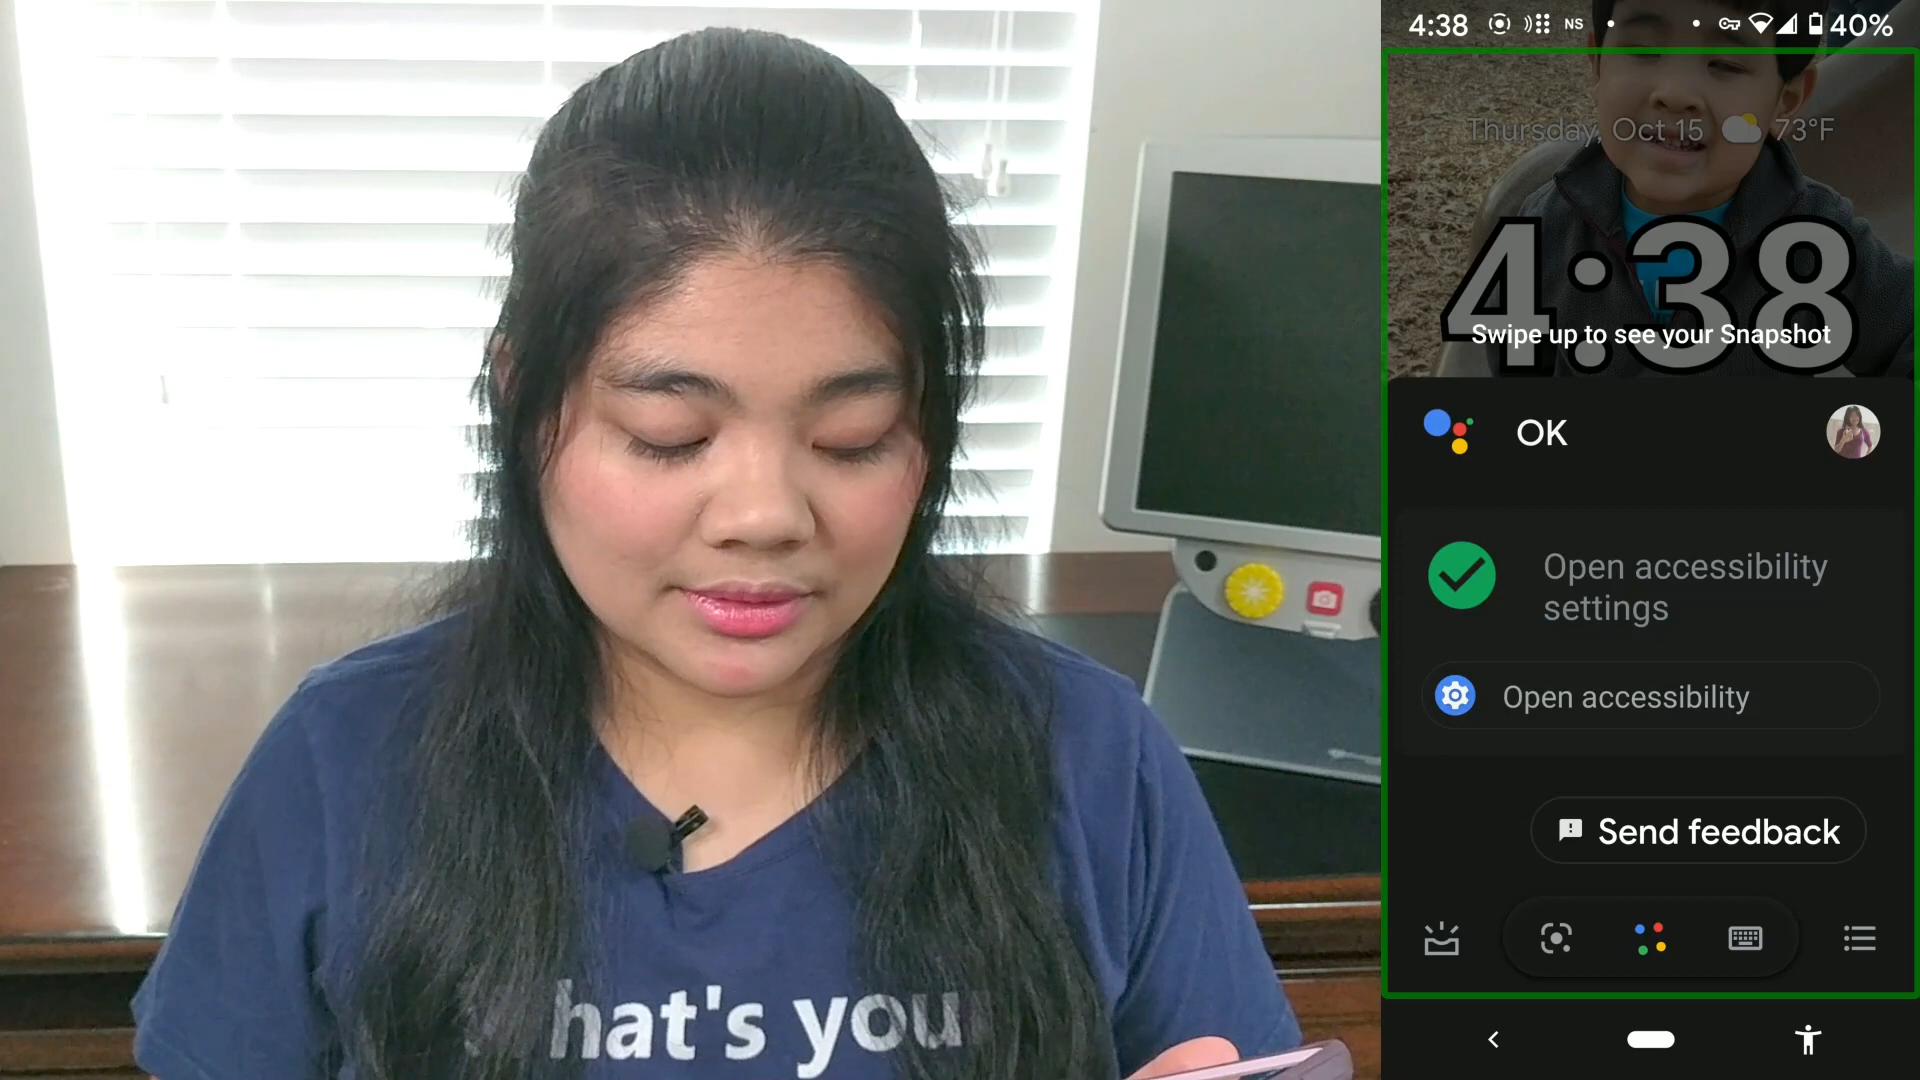 hat's you
4:38 NS 40%
Thursday, Oct 15 73°F
4:38
Swipe up to see your Snapshot
OK
Open accessibility
settings
Open accessibility
Send feedback